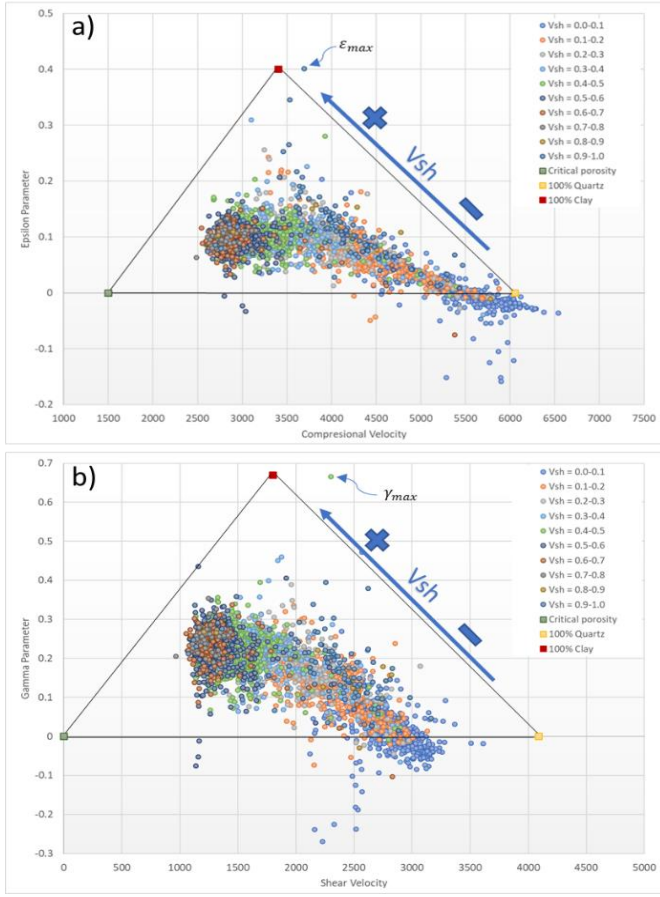 a)
0.4
0.3
0.2
0.1
0
-0.1
-0.2
1000 1500 2000 2500 3000 3500 4000 4500 5000 5500 6000 6500 7000 7500
Epsilon Parameter
Compresional Velocity
εmax
Vsh
Vsh = 0.0-0.1
Vsh = 0.1-0.2
Vsh = 0.2-0.3
Vsh = 0.3-0.4
Vsh = 0.4-0.5
Vsh = 0.5-0.6
Vsh = 0.6-0.7
Vsh = 0.7-0.8
Vsh = 0.8-0.9
Vsh = 0.9-1.0
Critical porosity
100% Quartz
100% Clay
b)
0.7
0.6
0.5
0.4
0.3
0.2
0.1
0
-0.1
-0.2
-0.3
0 500 1000 1500 2000 2500 3000 3500 4000 4500 5000
Gamma Parameter
Shear Velocity
γmax
Vsh
Vsh = 0.0-0.1
Vsh = 0.1-0.2
Vsh = 0.2-0.3
Vsh = 0.3-0.4
Vsh = 0.4-0.5
Vsh = 0.5-0.6
Vsh = 0.6-0.7
Vsh = 0.7-0.8
Vsh = 0.8-0.9
Vsh = 0.9-1.0
Critical porosity
100% Quartz
100% Clay